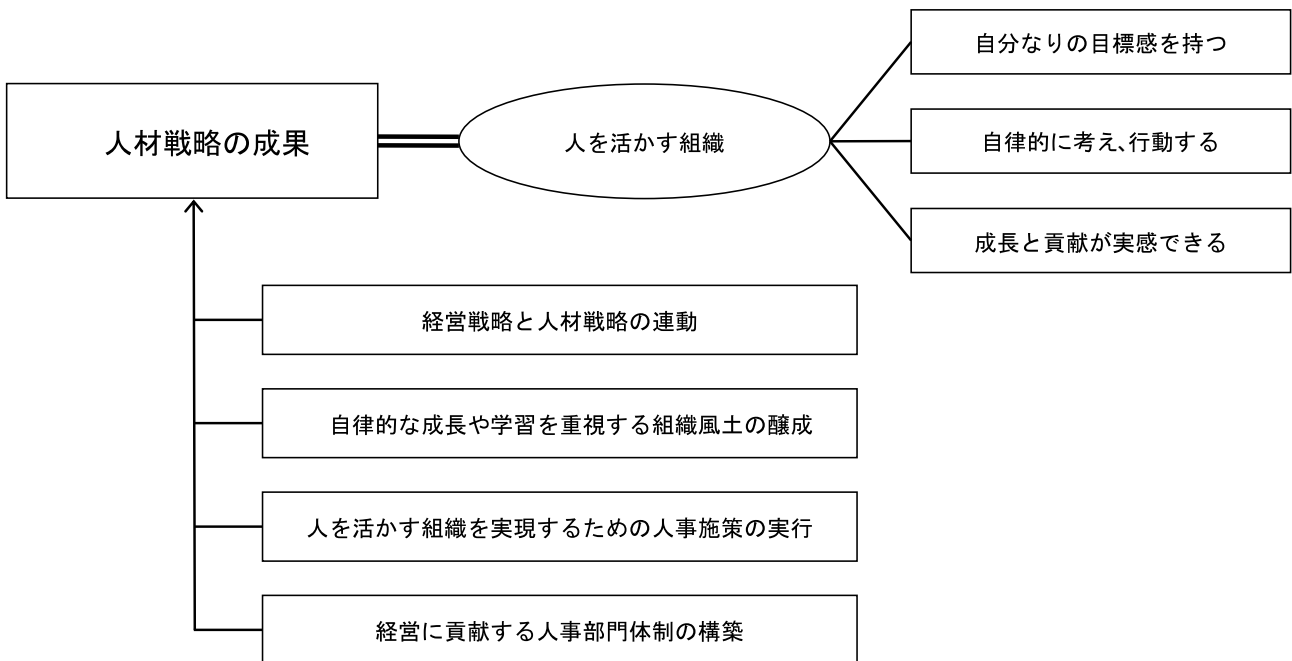 自分なりの目標感を持つ
人材戦略の成果
人を活かす組織
自律的に考え、行動する
成長と貢献が実感できる
経営戦略と人材戦略の連動
自律的な成長や学習を重視する組織風土の醸成
人を活かす組織を実現するための人事施策の実行
経営に貢献する人事部門体制の構築